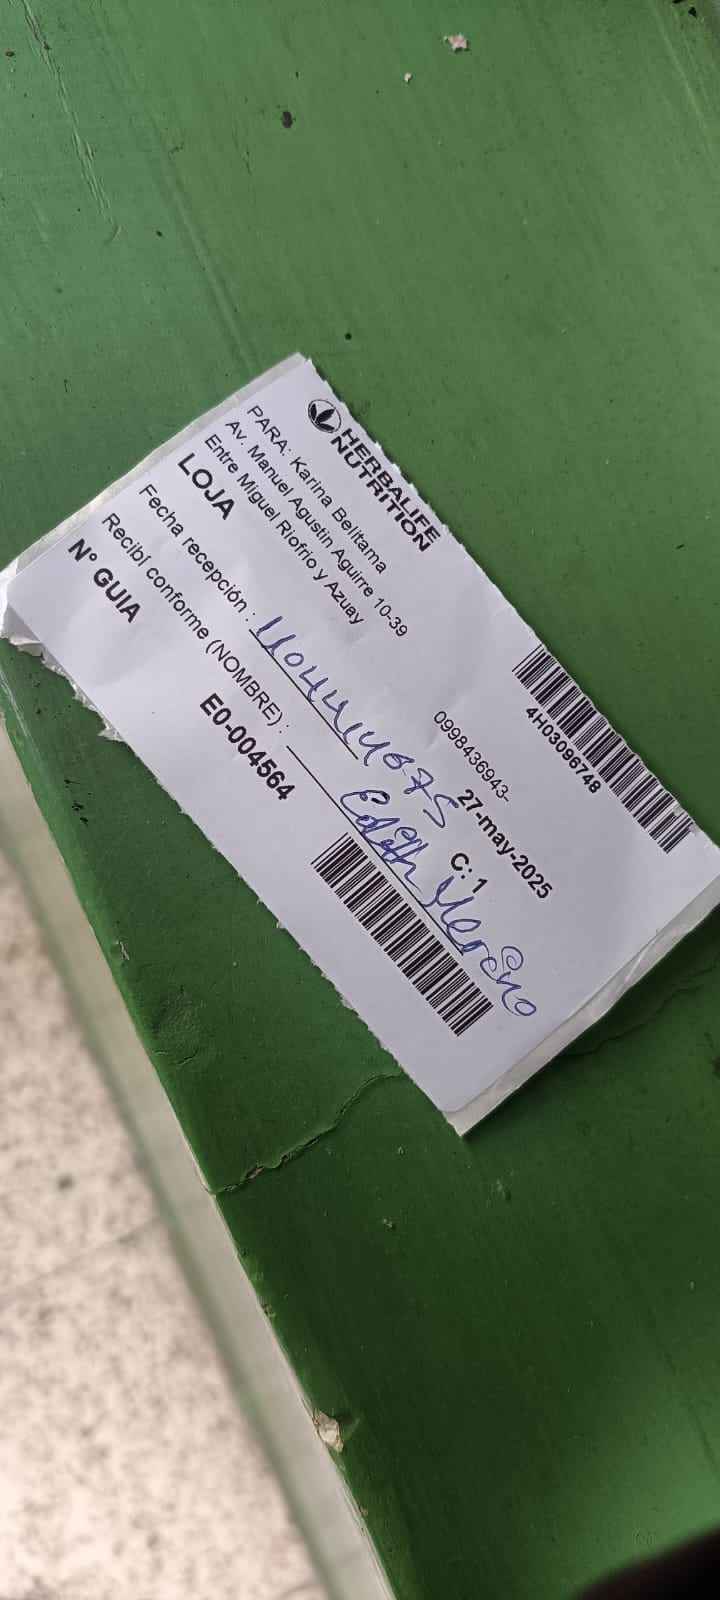 HERBALIFE
NUTRITION
4H03096748
PARA: Karina Belitama
Av. Manuel Agustin Aguirre 10-39
Entre Miguel Riofrio y Azuay
0998436943-
LOJA
27-may-2025
Fecha recepción :
C: 1
Recibí conforme (NOMBRE) : Edith Moreno
Nº GUIA E0-004564